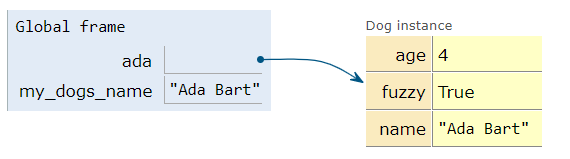 Global frame
ada
my_dogs_name "Ada Bart"
Dog instance
age 4
fuzzy True
name "Ada Bart"